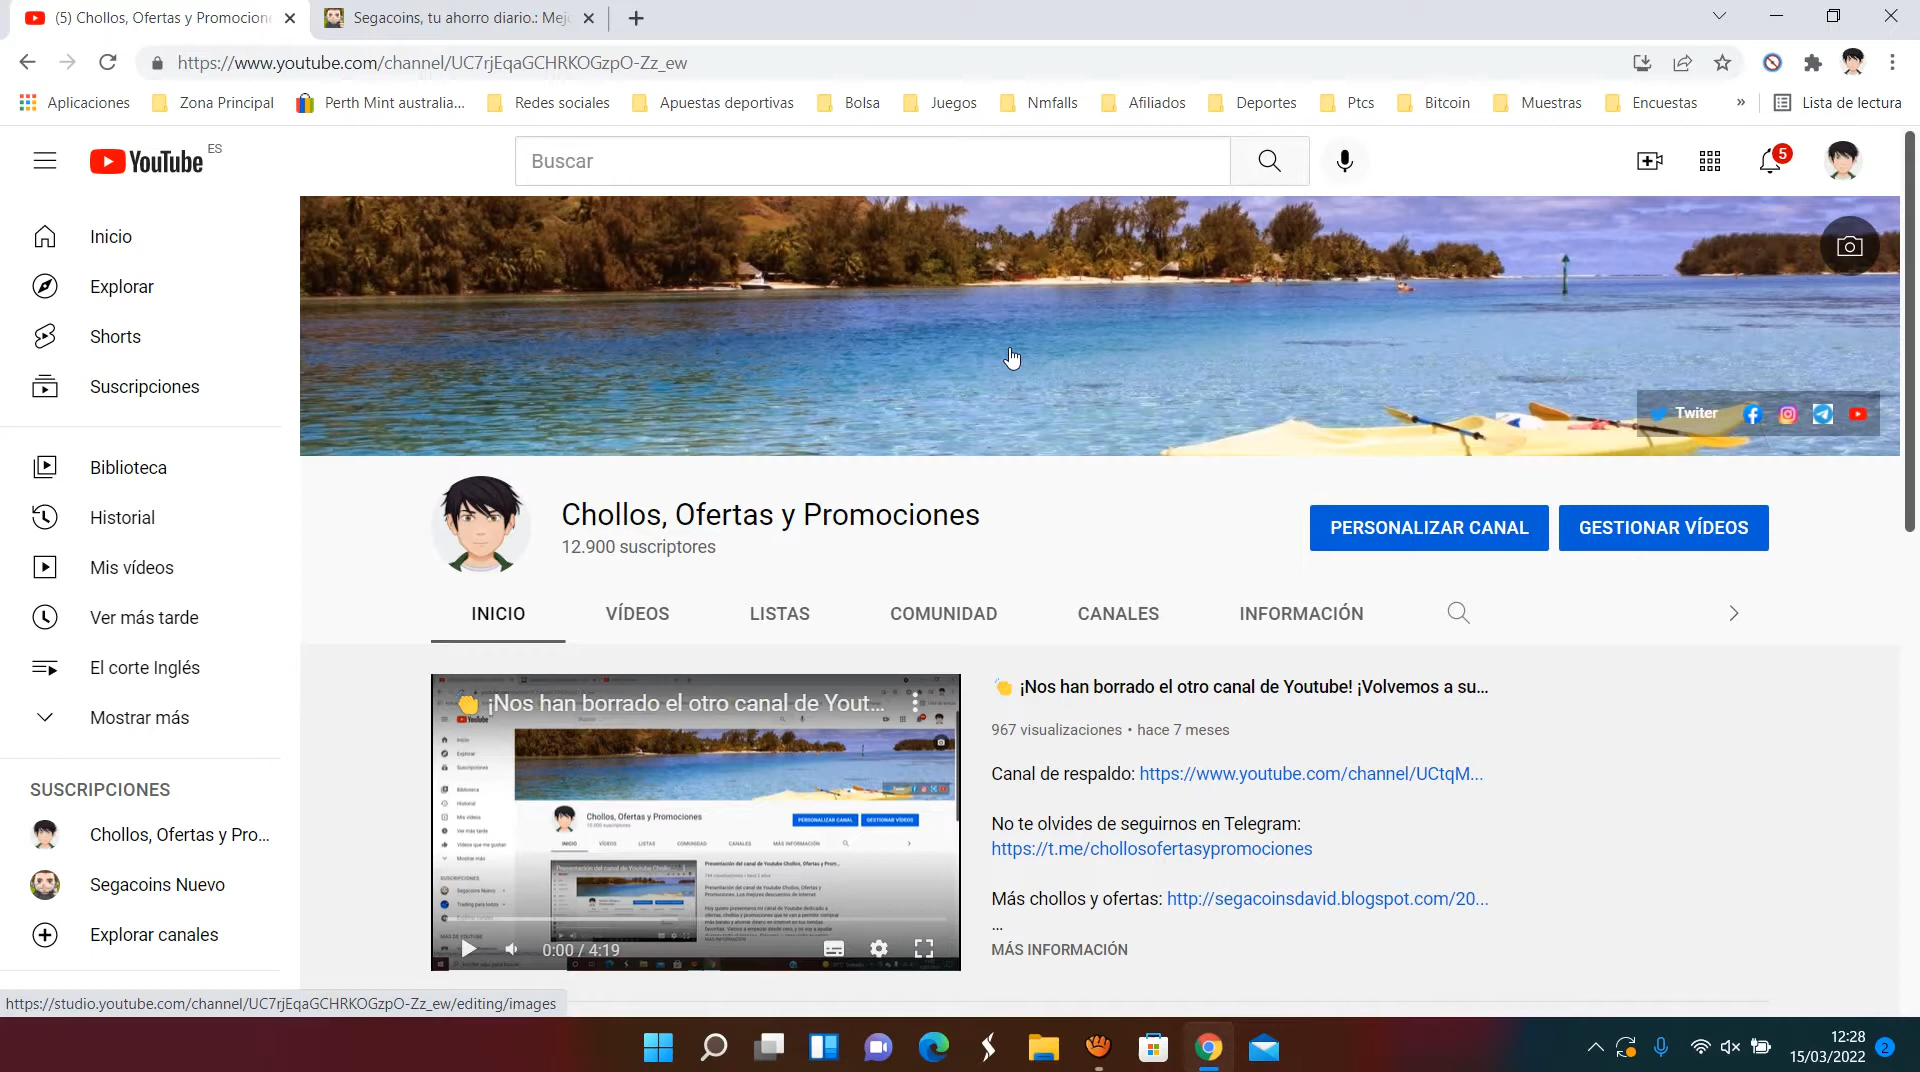 (5) Chollos, Ofertas y Promocion
Segacoins, tu ahorro diario.: Mej
https://www.youtube.com/channel/UC7rjEqaGCHRKOGzpO-Zz_ew
Aplicaciones
Zona Principal
Perth Mint australia...
Redes sociales
Apuestas deportivas
Bolsa
Juegos
Nmfalls
Afiliados
Deportes
Ptcs
Bitcoin
Muestras
Encuestas
»
Lista de lectura
YouTube ES
Buscar
5
Inicio
Explorar
Shorts
Suscripciones
Biblioteca
Historial
Mis vídeos
Ver más tarde
El corte Inglés
Mostrar más
SUSCRIPCIONES
Chollos, Ofertas y Pro...
Segacoins Nuevo
Explorar canales
Twiter
Chollos, Ofertas y Promociones
12.900 suscriptores
PERSONALIZAR CANAL
GESTIONAR VÍDEOS
INICIO
VÍDEOS
LISTAS
COMUNIDAD
CANALES
INFORMACIÓN
👏 ¡Nos han borrado el otro canal de Yout...
Chollos, Ofertas y Promociones
PERSONALIZAR CANAL
GESTIONAR VÍDEOS
0:00 / 4:19
👏 ¡Nos han borrado el otro canal de Youtube! ¡Volvemos a su...
967 visualizaciones • hace 7 meses
Canal de respaldo: https://www.youtube.com/channel/UCtqM...
No te olvides de seguirnos en Telegram:
https://t.me/chollosofertasypromociones
Más chollos y ofertas: http://segacoinsdavid.blogspot.com/20...
...
MÁS INFORMACIÓN
https://studio.youtube.com/channel/UC7rjEqaGCHRKOGzpO-Zz_ew/editing/images
12:28
15/03/2022
2